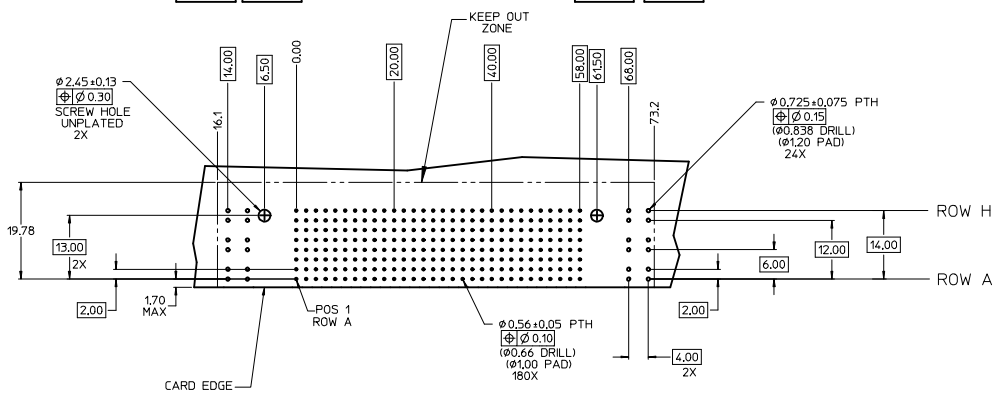 KEEP OUT
ZONE
14.00
6.50
0.00
20.00
40.00
58.00
61.50
68.00
⌀2.45±0.13
⌖ ⌀ 0.30
SCREW HOLE
UNPLATED
2X
16.1
73.2
⌀0.725±0.075 PTH
⌖ ⌀ 0.15
(⌀0.838 DRILL)
(⌀1.20 PAD)
24X
19.78
13.00
2X
2.00
1.70
MAX
POS 1
ROW A
CARD EDGE
⌀0.56±0.05 PTH
⌖ ⌀ 0.10
(⌀0.66 DRILL)
(⌀1.00 PAD)
180X
6.00
12.00
14.00
2.00
4.00
2X
ROW H
ROW A